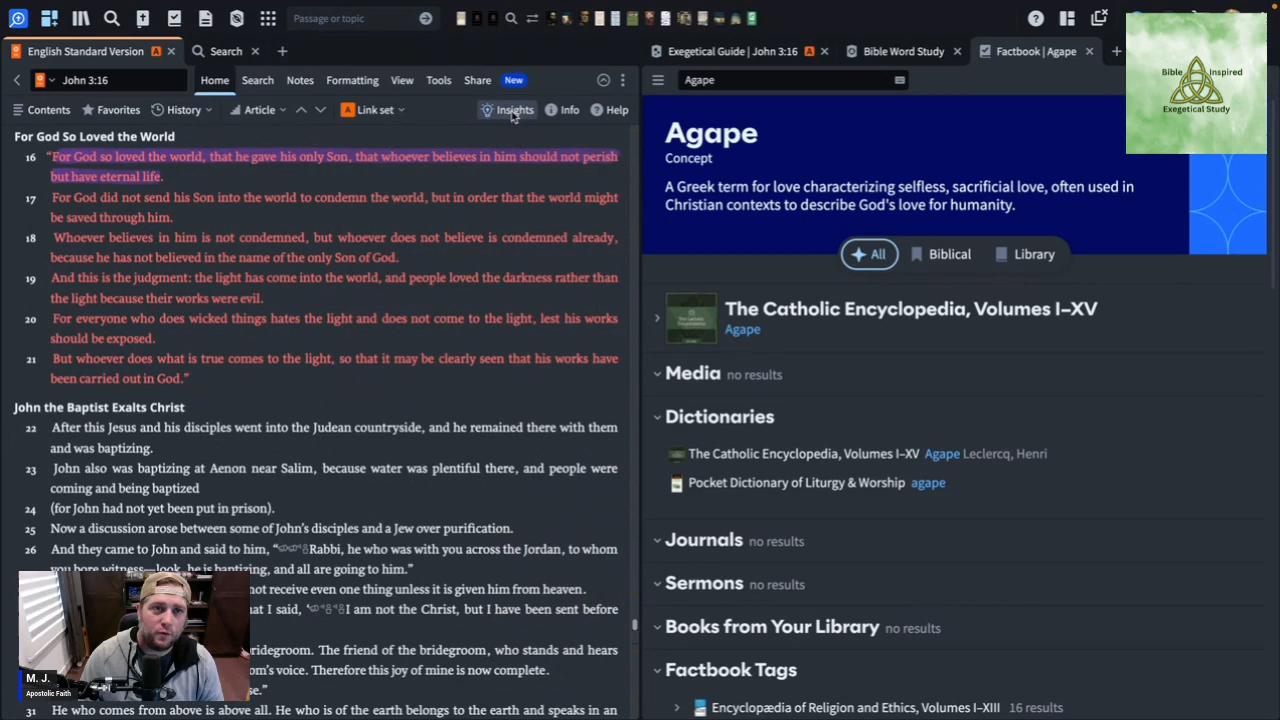 Passage or topic
English Standard Version A
Search
John 3:16
Home Search Notes Formatting View Tools Share New
Contents Favorites History Article A Link set Insights Info Help
For God So Loved the World
16 “For God so loved the world, that he gave his only Son, that whoever believes in him should not perish
but have eternal life.
17 For God did not send his Son into the world to condemn the world, but in order that the world might
be saved through him.
18 Whoever believes in him is not condemned, but whoever does not believe is condemned already,
because he has not believed in the name of the only Son of God.
19 And this is the judgment: the light has come into the world, and people loved the darkness rather than
the light because their works were evil.
20 For everyone who does wicked things hates the light and does not come to the light, lest his works
should be exposed.
21 But whoever does what is true comes to the light, so that it may be clearly seen that his works have
been carried out in God.”
John the Baptist Exalts Christ
22 After this Jesus and his disciples went into the Judean countryside, and he remained there with them
and was baptizing.
23 John also was baptizing at Aenon near Salim, because water was plentiful there, and people were
coming and being baptized
24 (for John had not yet been put in prison).
25 Now a discussion arose between some of John’s disciples and a Jew over purification.
26 And they came to John and said to him, “Rabbi, he who was with you across the Jordan, to whom
you bore witness—look, he is baptizing, and all are going to him.”
not receive even one thing unless it is given him from heaven.
that I said, ‘I am not the Christ, but I have been sent before
bridegroom. The friend of the bridegroom, who stands and hears
voice. Therefore this joy of mine is now complete.
31 He who comes from above is above all. He who is of the earth belongs to the earth and speaks in an
M. J.
Apostolic Faith
Exegetical Guide | John 3:16 A
Bible Word Study
Factbook | Agape
Agape
Agape
Concept
A Greek term for love characterizing selfless, sacrificial love, often used in
Christian contexts to describe God's love for humanity.
All Biblical Library
The Catholic Encyclopedia, Volumes I–XV
Agape
Media no results
Dictionaries
The Catholic Encyclopedia, Volumes I–XV Agape Leclercq, Henri
Pocket Dictionary of Liturgy & Worship agape
Journals no results
Sermons no results
Books from Your Library no results
Factbook Tags
Encyclopædia of Religion and Ethics, Volumes I–XIII 16 results
Bible Inspired
Exegetical Study